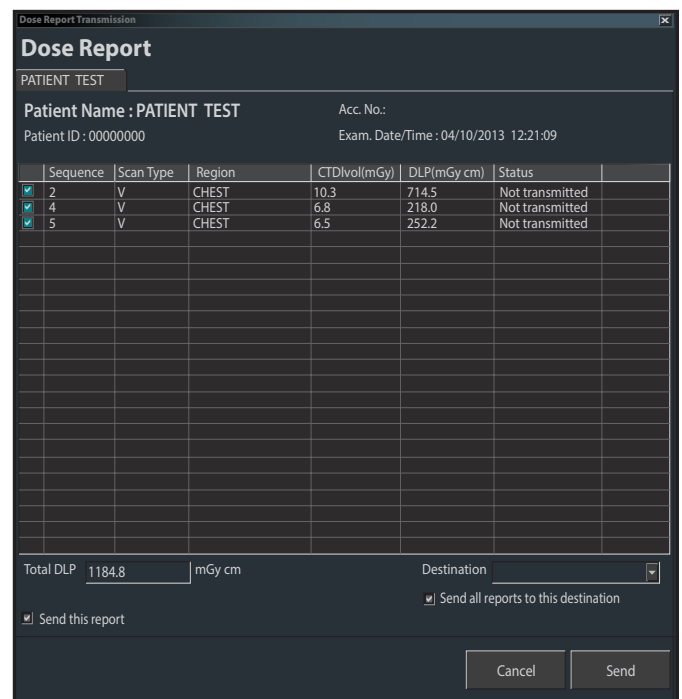 Dose Report Transmission
Dose Report
PATIENT TEST
Patient Name : PATIENT TEST Acc. No.:
Patient ID : 00000000 Exam. Date/Time : 04/10/2013 12:21:09
Sequence Scan Type Region CTDIvol(mGy) DLP(mGy cm) Status
2 V CHEST 10.3 714.5 Not transmitted
4 V CHEST 6.8 218.0 Not transmitted
5 V CHEST 6.5 252.2 Not transmitted
Total DLP 1184.8 mGy cm Destination
Send all reports to this destination
Send this report
Cancel Send